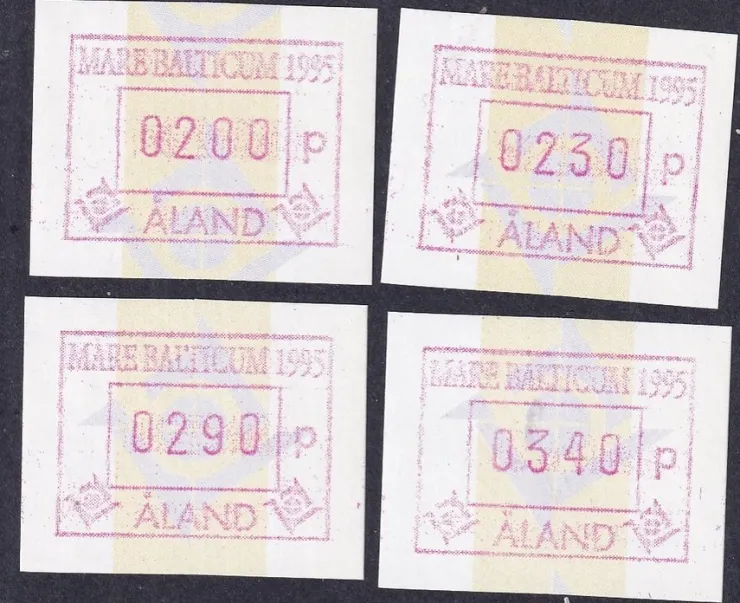 MARE BALTICUM 1995
0200 p
ÅLAND
MARE BALTICUM 1995
0230 p
ÅLAND
MARE BALTICUM 1995
0290 p
ÅLAND
MARE BALTICUM 1995
0340 p
ÅLAND